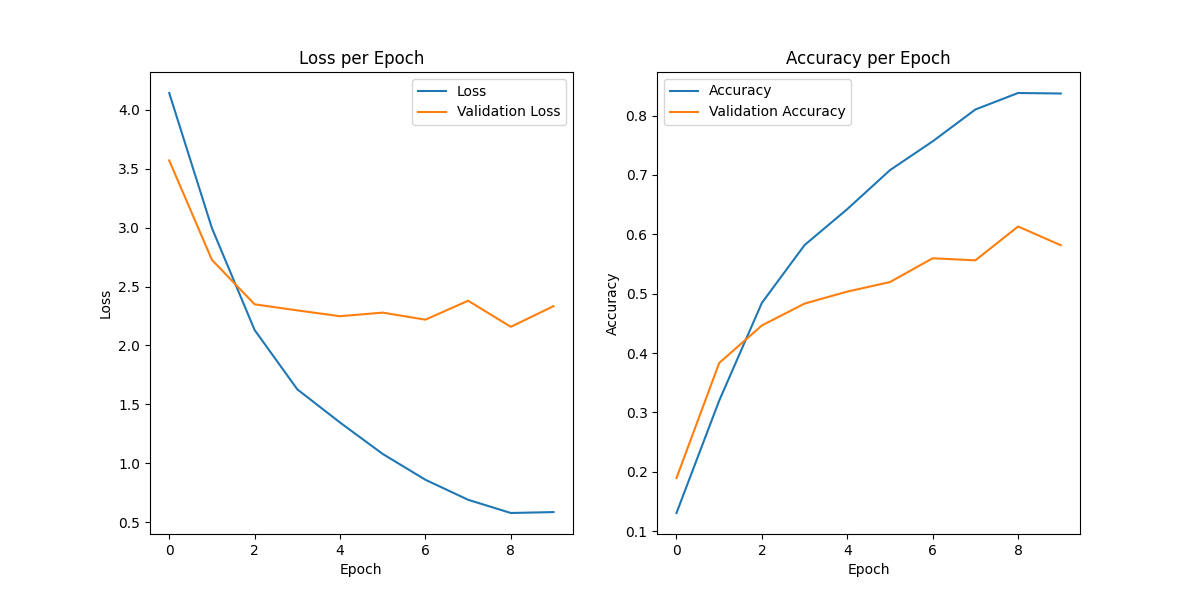 Loss per Epoch
Loss
Validation Loss
4.0
3.5
3.0
2.5
2.0
1.5
1.0
0.5
Loss
0 2 4 6 8
Epoch
Accuracy per Epoch
Accuracy
Validation Accuracy
0.8
0.7
0.6
0.5
0.4
0.3
0.2
0.1
Accuracy
0 2 4 6 8
Epoch